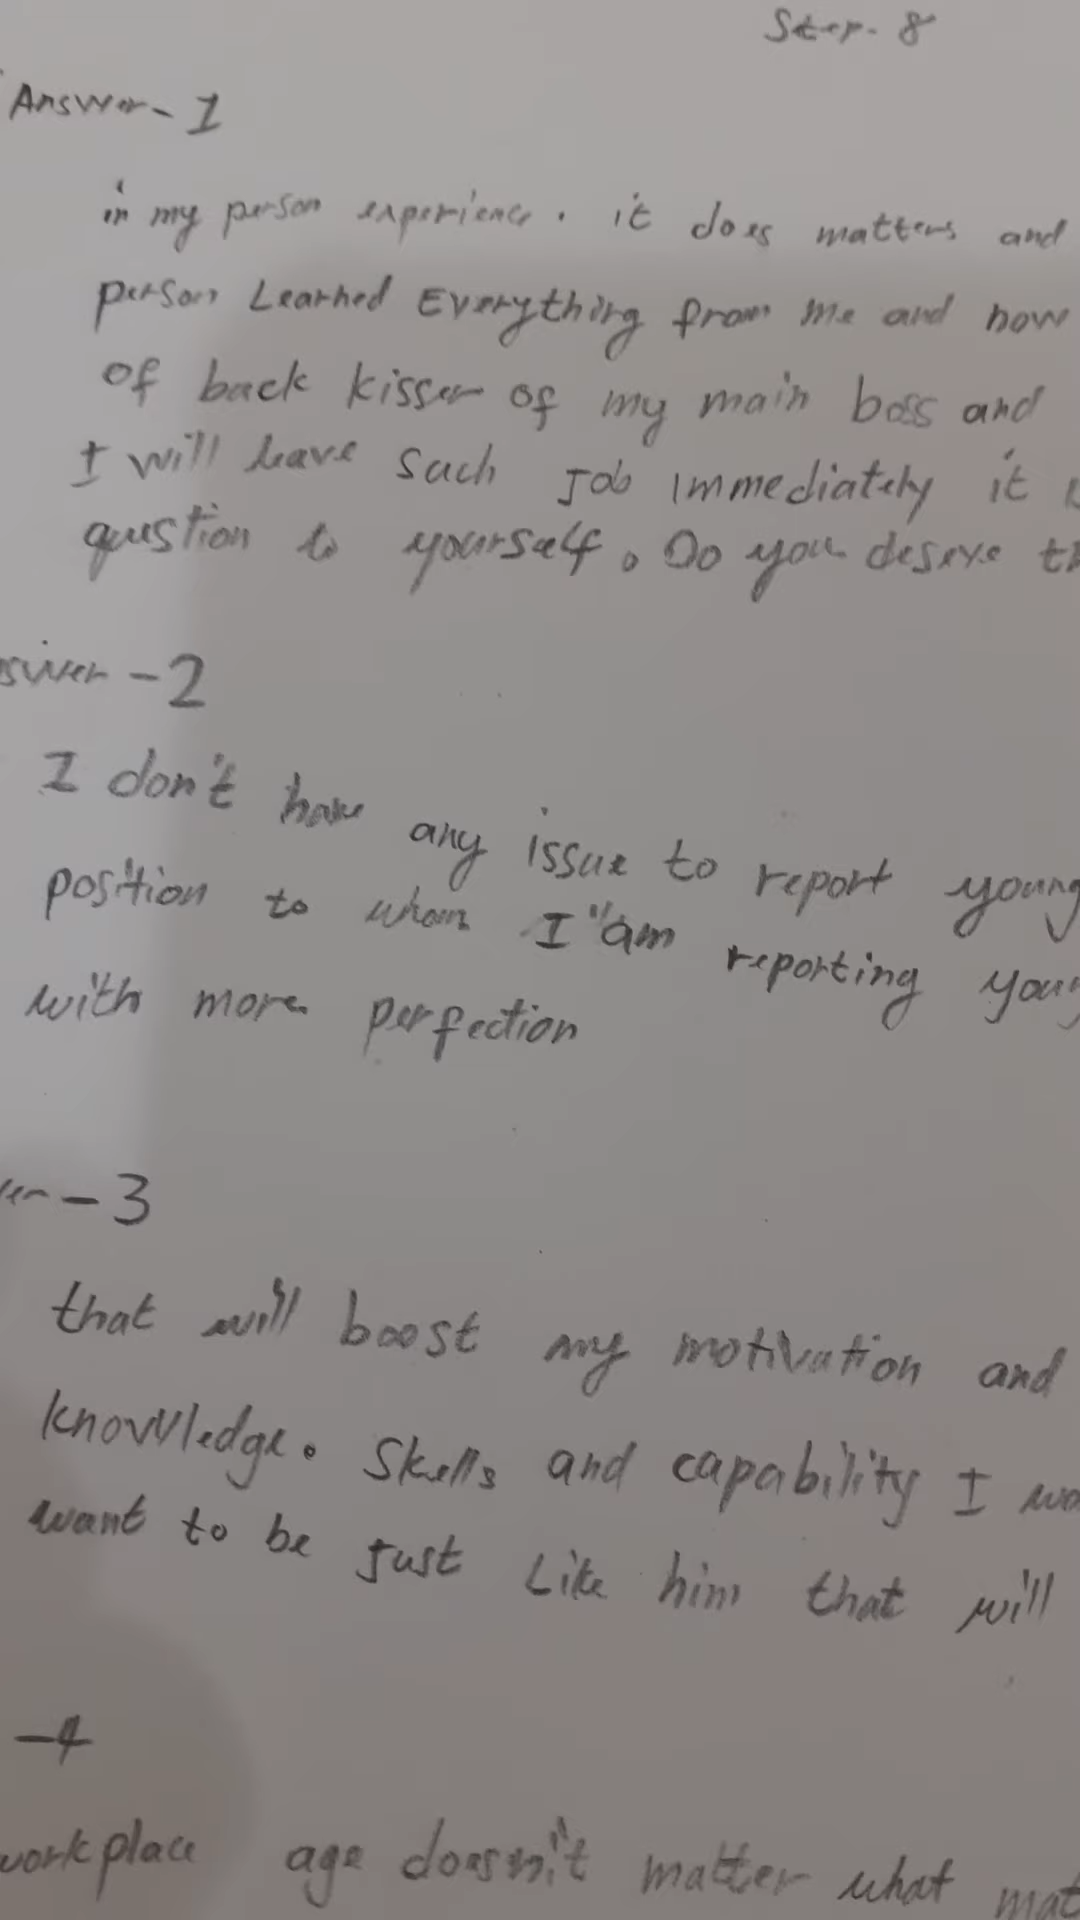 Step-8
Answer-1
in my person experience. it does matters and
person Learned Everything from me and now
of back kisser of my main boss and
I will leave such Job immediately it
question to yourself. Do you deserve
-2
I don't have any issue to report
position to whom I "am reporting
with more perfection
-3
that will boost my motivation and
knowledge. Skills and capability I
want to be just Like him that will
-4
workplace age doesn't matter what